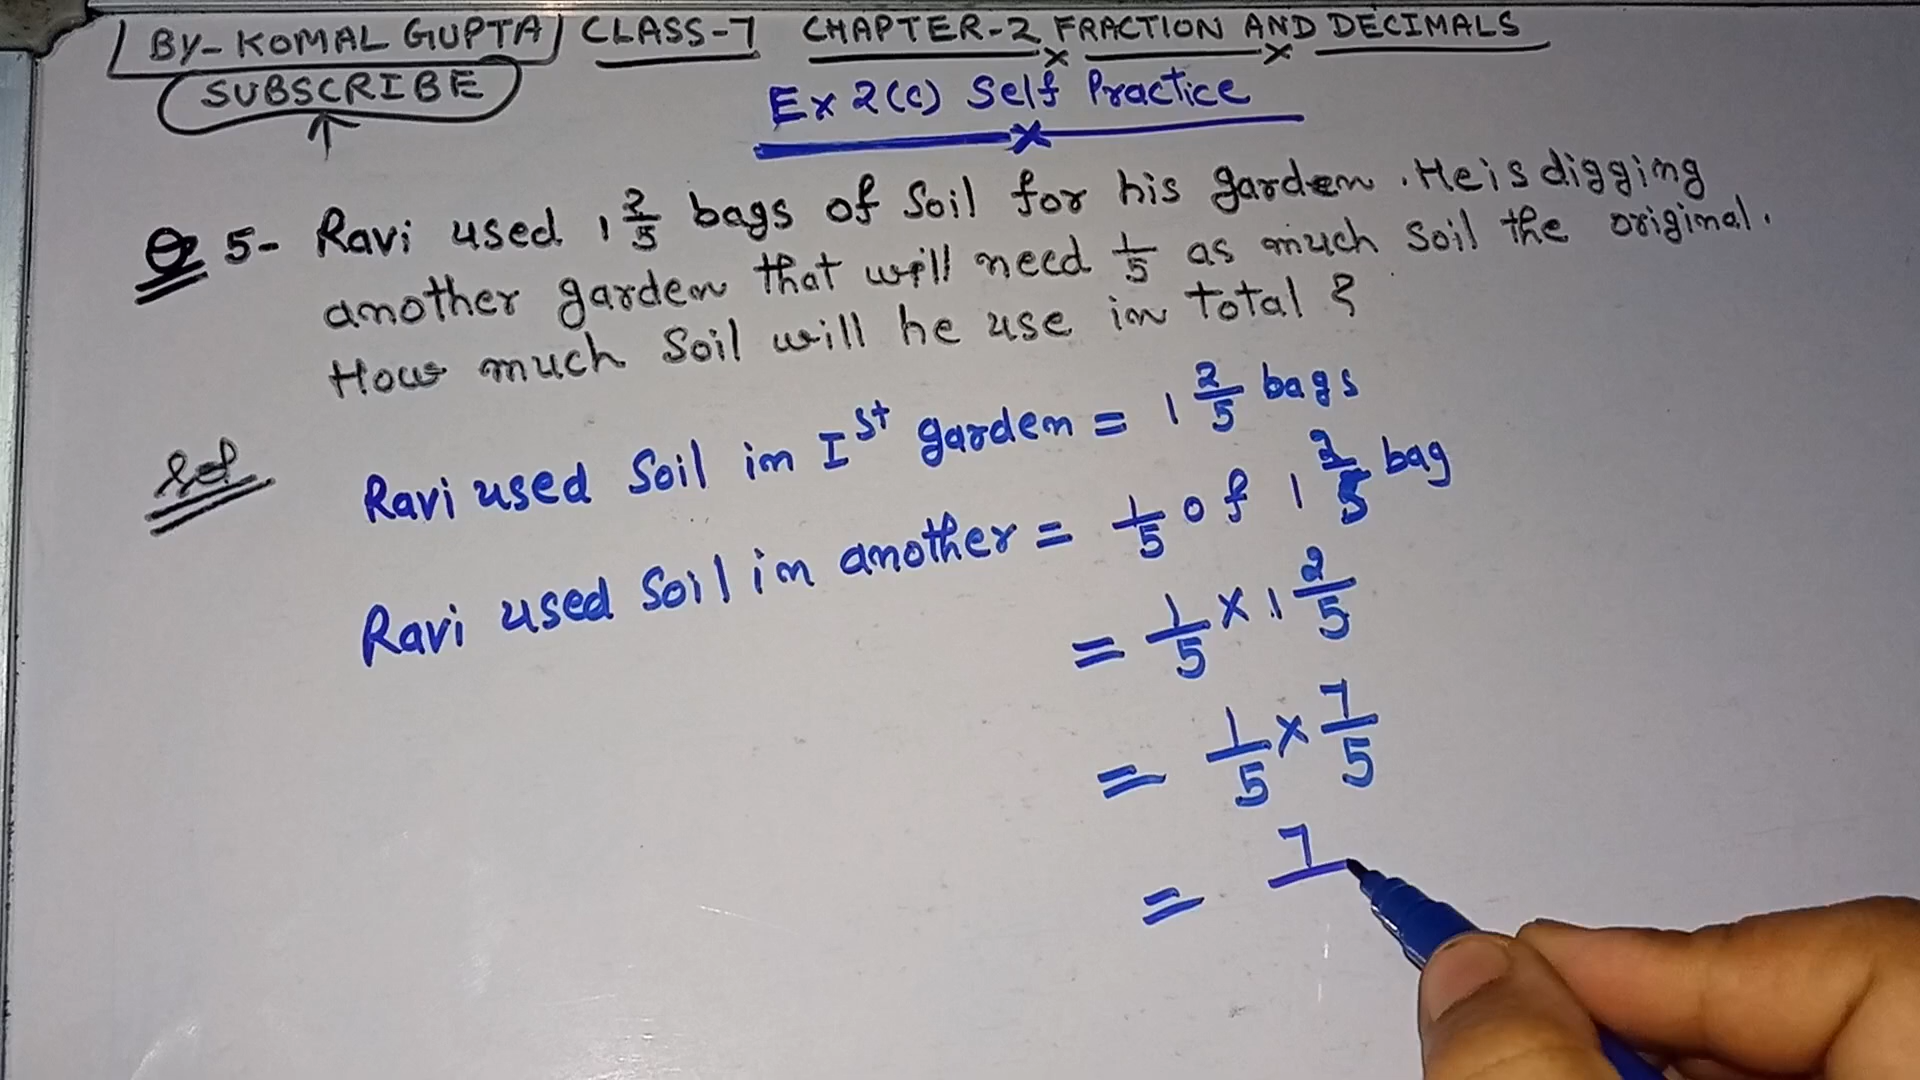 BY-KOMAL GUPTA CLASS-7 CHAPTER-2 FRACTION AND DECIMALS
SUBSCRIBE
Ex 2(c) Self Practice
Q 5- Ravi used 1 2/5 bags of Soil for his garden. He is digging
another garden that will need 1/5 as much soil the original.
How much soil will he use in total ?
Sol
Ravi used Soil in Ist garden = 1 2/5 bags
Ravi used Soil in another = 1/5 of 1 2/5 bag
= 1/5 x 1 2/5
= 1/5 x 7/5
= 7